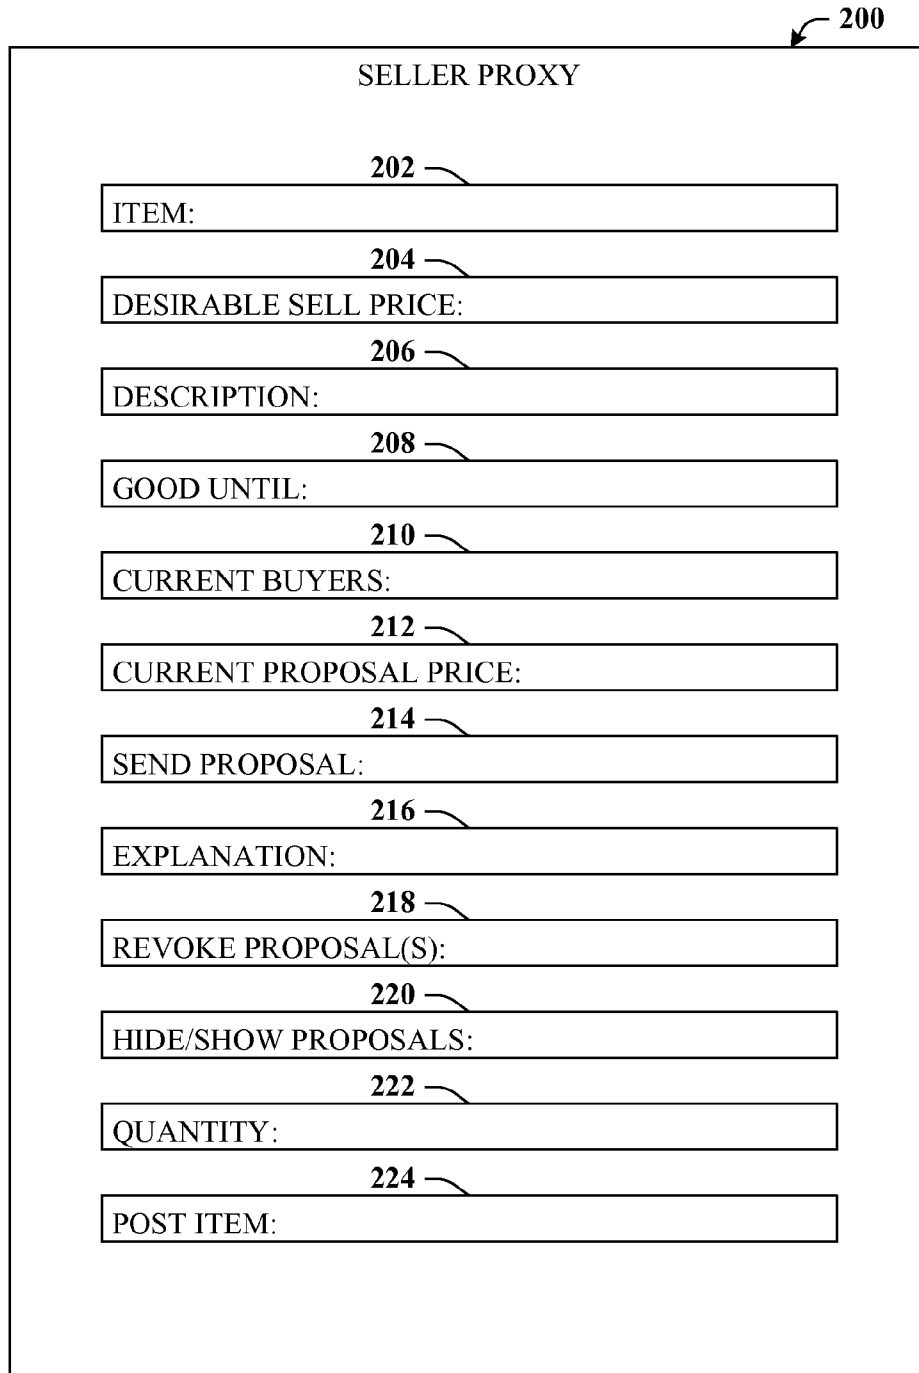 200
SELLER PROXY
202
ITEM:
204
DESIRABLE SELL PRICE:
206
DESCRIPTION:
208
GOOD UNTIL:
210
CURRENT BUYERS:
212
CURRENT PROPOSAL PRICE:
214
SEND PROPOSAL:
216
EXPLANATION:
218
REVOKE PROPOSAL(S):
220
HIDE/SHOW PROPOSALS:
222
QUANTITY:
224
POST ITEM: